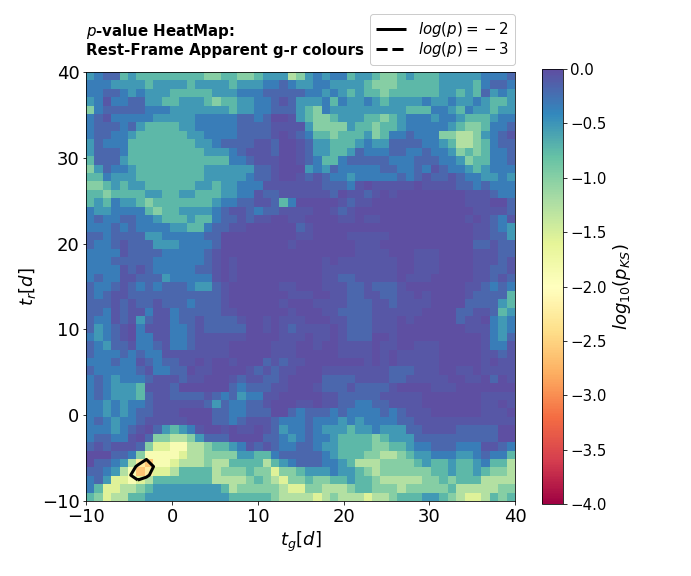 p-value HeatMap:
Rest-Frame Apparent g-r colours
log(p) = −2
log(p) = −3
40
30
20
10
0
−10
t_r[d]
−10 0 10 20 30 40
t_g[d]
0.0
−0.5
−1.0
−1.5
−2.0
−2.5
−3.0
−3.5
−4.0
log_10(p_KS)